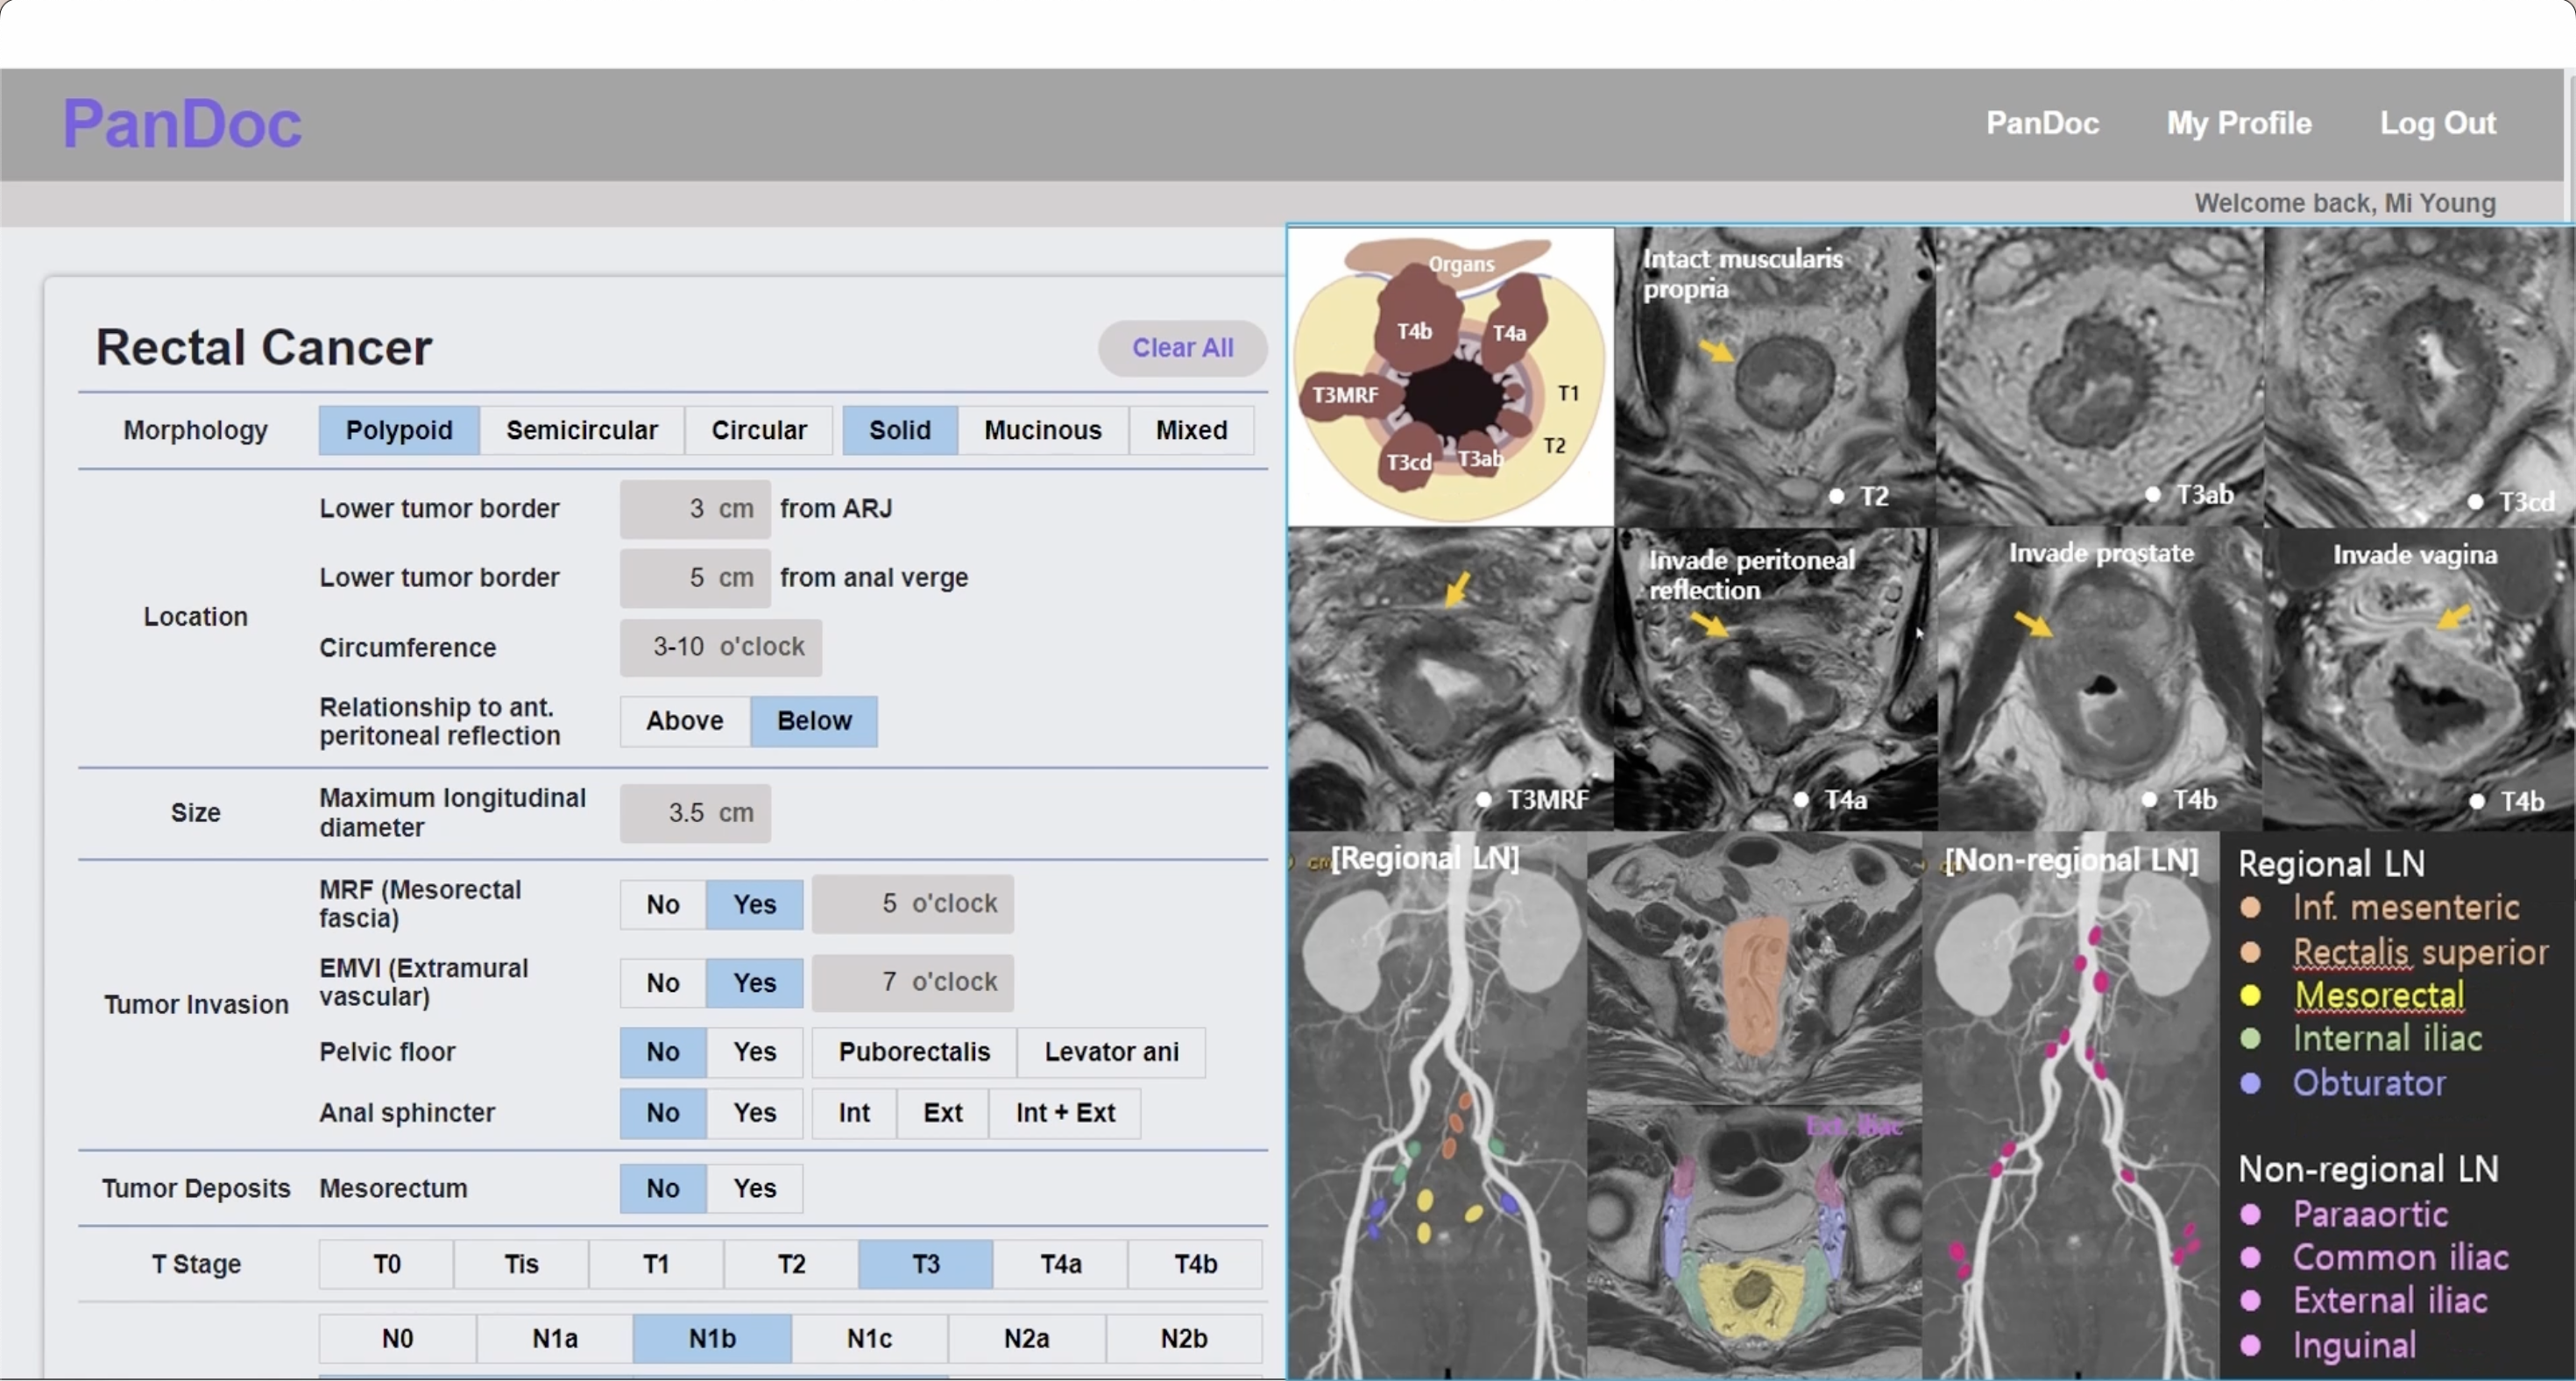 PanDoc
PanDoc My Profile Log Out
Welcome back, Mi Young
Rectal Cancer
Clear All
Morphology
Polypoid Semicircular Circular Solid Mucinous Mixed
Location
Lower tumor border
3 cm from ARJ
Lower tumor border
5 cm from anal verge
Circumference
3-10 o'clock
Relationship to ant.
peritoneal reflection
Above Below
Size
Maximum longitudinal
diameter
3.5 cm
Tumor Invasion
MRF (Mesorectal
fascia)
No Yes 5 o'clock
EMVI (Extramural
vascular)
No Yes 7 o'clock
Pelvic floor
No Yes Puborectalis Levator ani
Anal sphincter
No Yes Int Ext Int + Ext
Tumor Deposits
Mesorectum
No Yes
T Stage
T0 Tis T1 T2 T3 T4a T4b
N0 N1a N1b N1c N2a N2b
Organs
T4b
T4a
T3MRF
T1
T2
T3cd
T3ab
Intact muscularis
propria
T2
T3ab
T3cd
T3MRF
Invade peritoneal
reflection
T4a
Invade prostate
T4b
Invade vagina
T4b
cm
[Regional LN]
Ext. iliac
[Non-regional LN]
Regional LN
Inf. mesenteric
Rectalis superior
Mesorectal
Internal iliac
Obturator
Non-regional LN
Paraaortic
Common iliac
External iliac
Inguinal